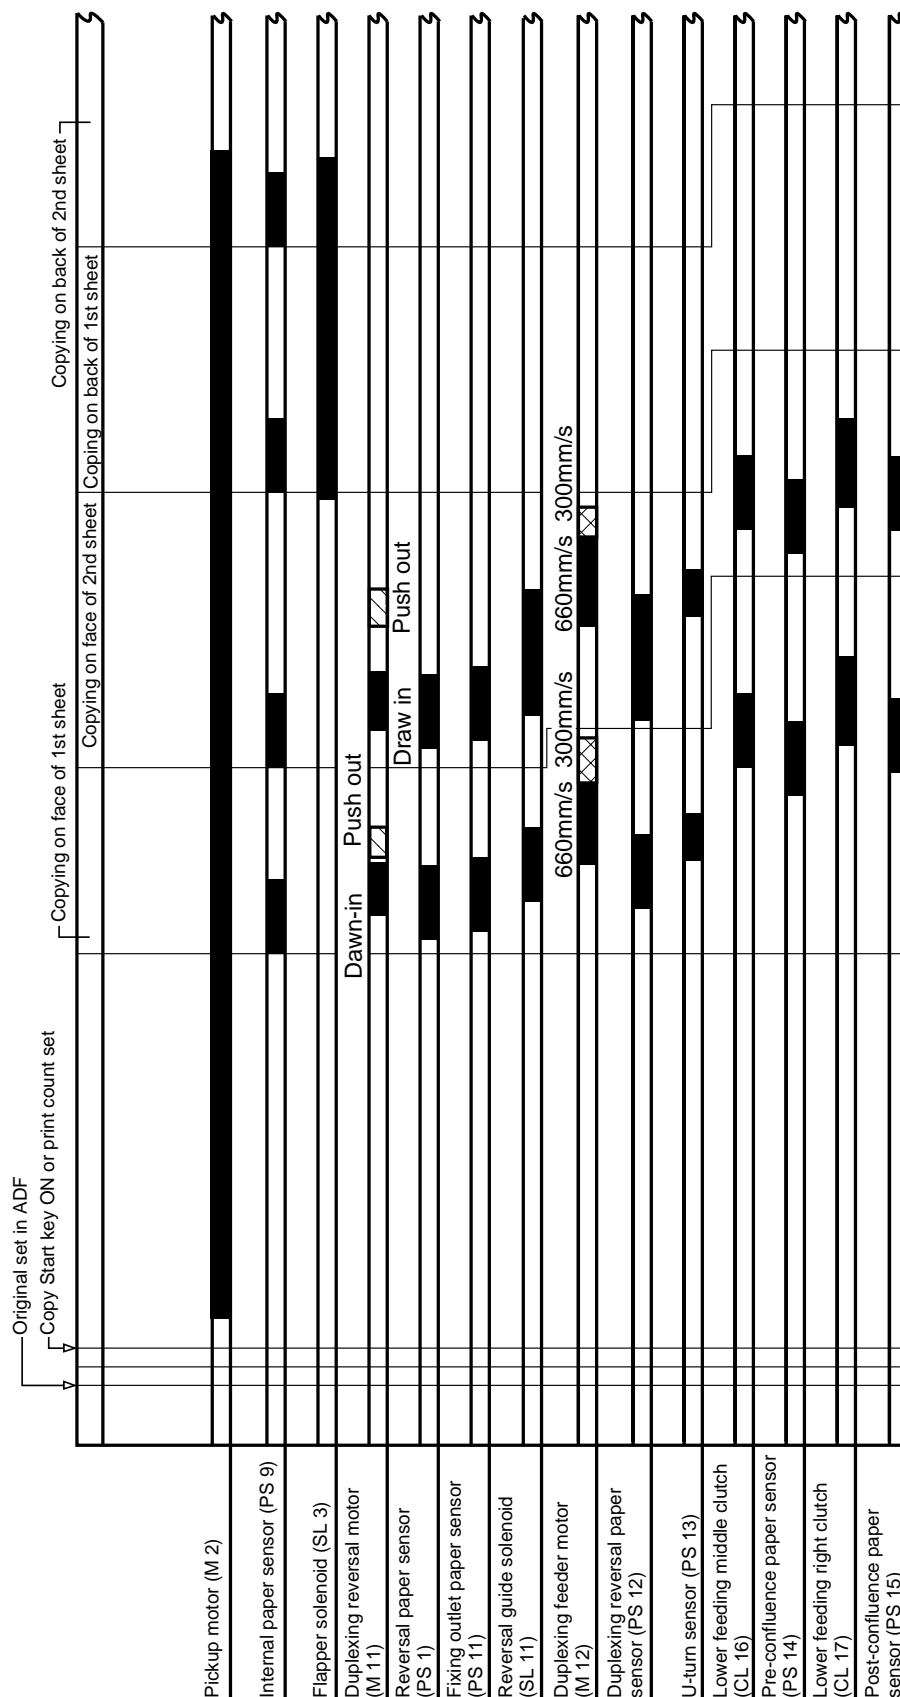 Original set in ADF
Copy Start key ON or print count set
Copying on face of 1st sheet
Copying on face of 2nd sheet
Coping on back of 1st sheet
Copying on back of 2nd sheet
Pickup motor (M 2)
Internal paper sensor (PS 9)
Flapper solenoid (SL 3)
Duplexing reversal motor
(M 11)
Dawn-in
Push out
Reversal paper sensor
(PS 1)
Draw in
Push out
Fixing outlet paper sensor
(PS 11)
Reversal guide solenoid
(SL 11)
Duplexing feeder motor
(M 12)
660mm/s
300mm/s
660mm/s
300mm/s
Duplexing reversal paper
sensor (PS 12)
U-turn sensor (PS 13)
Lower feeding middle clutch
(CL 16)
Pre-confluence paper sensor
(PS 14)
Lower feeding right clutch
(CL 17)
Post-confluence paper
sensor (PS 15)